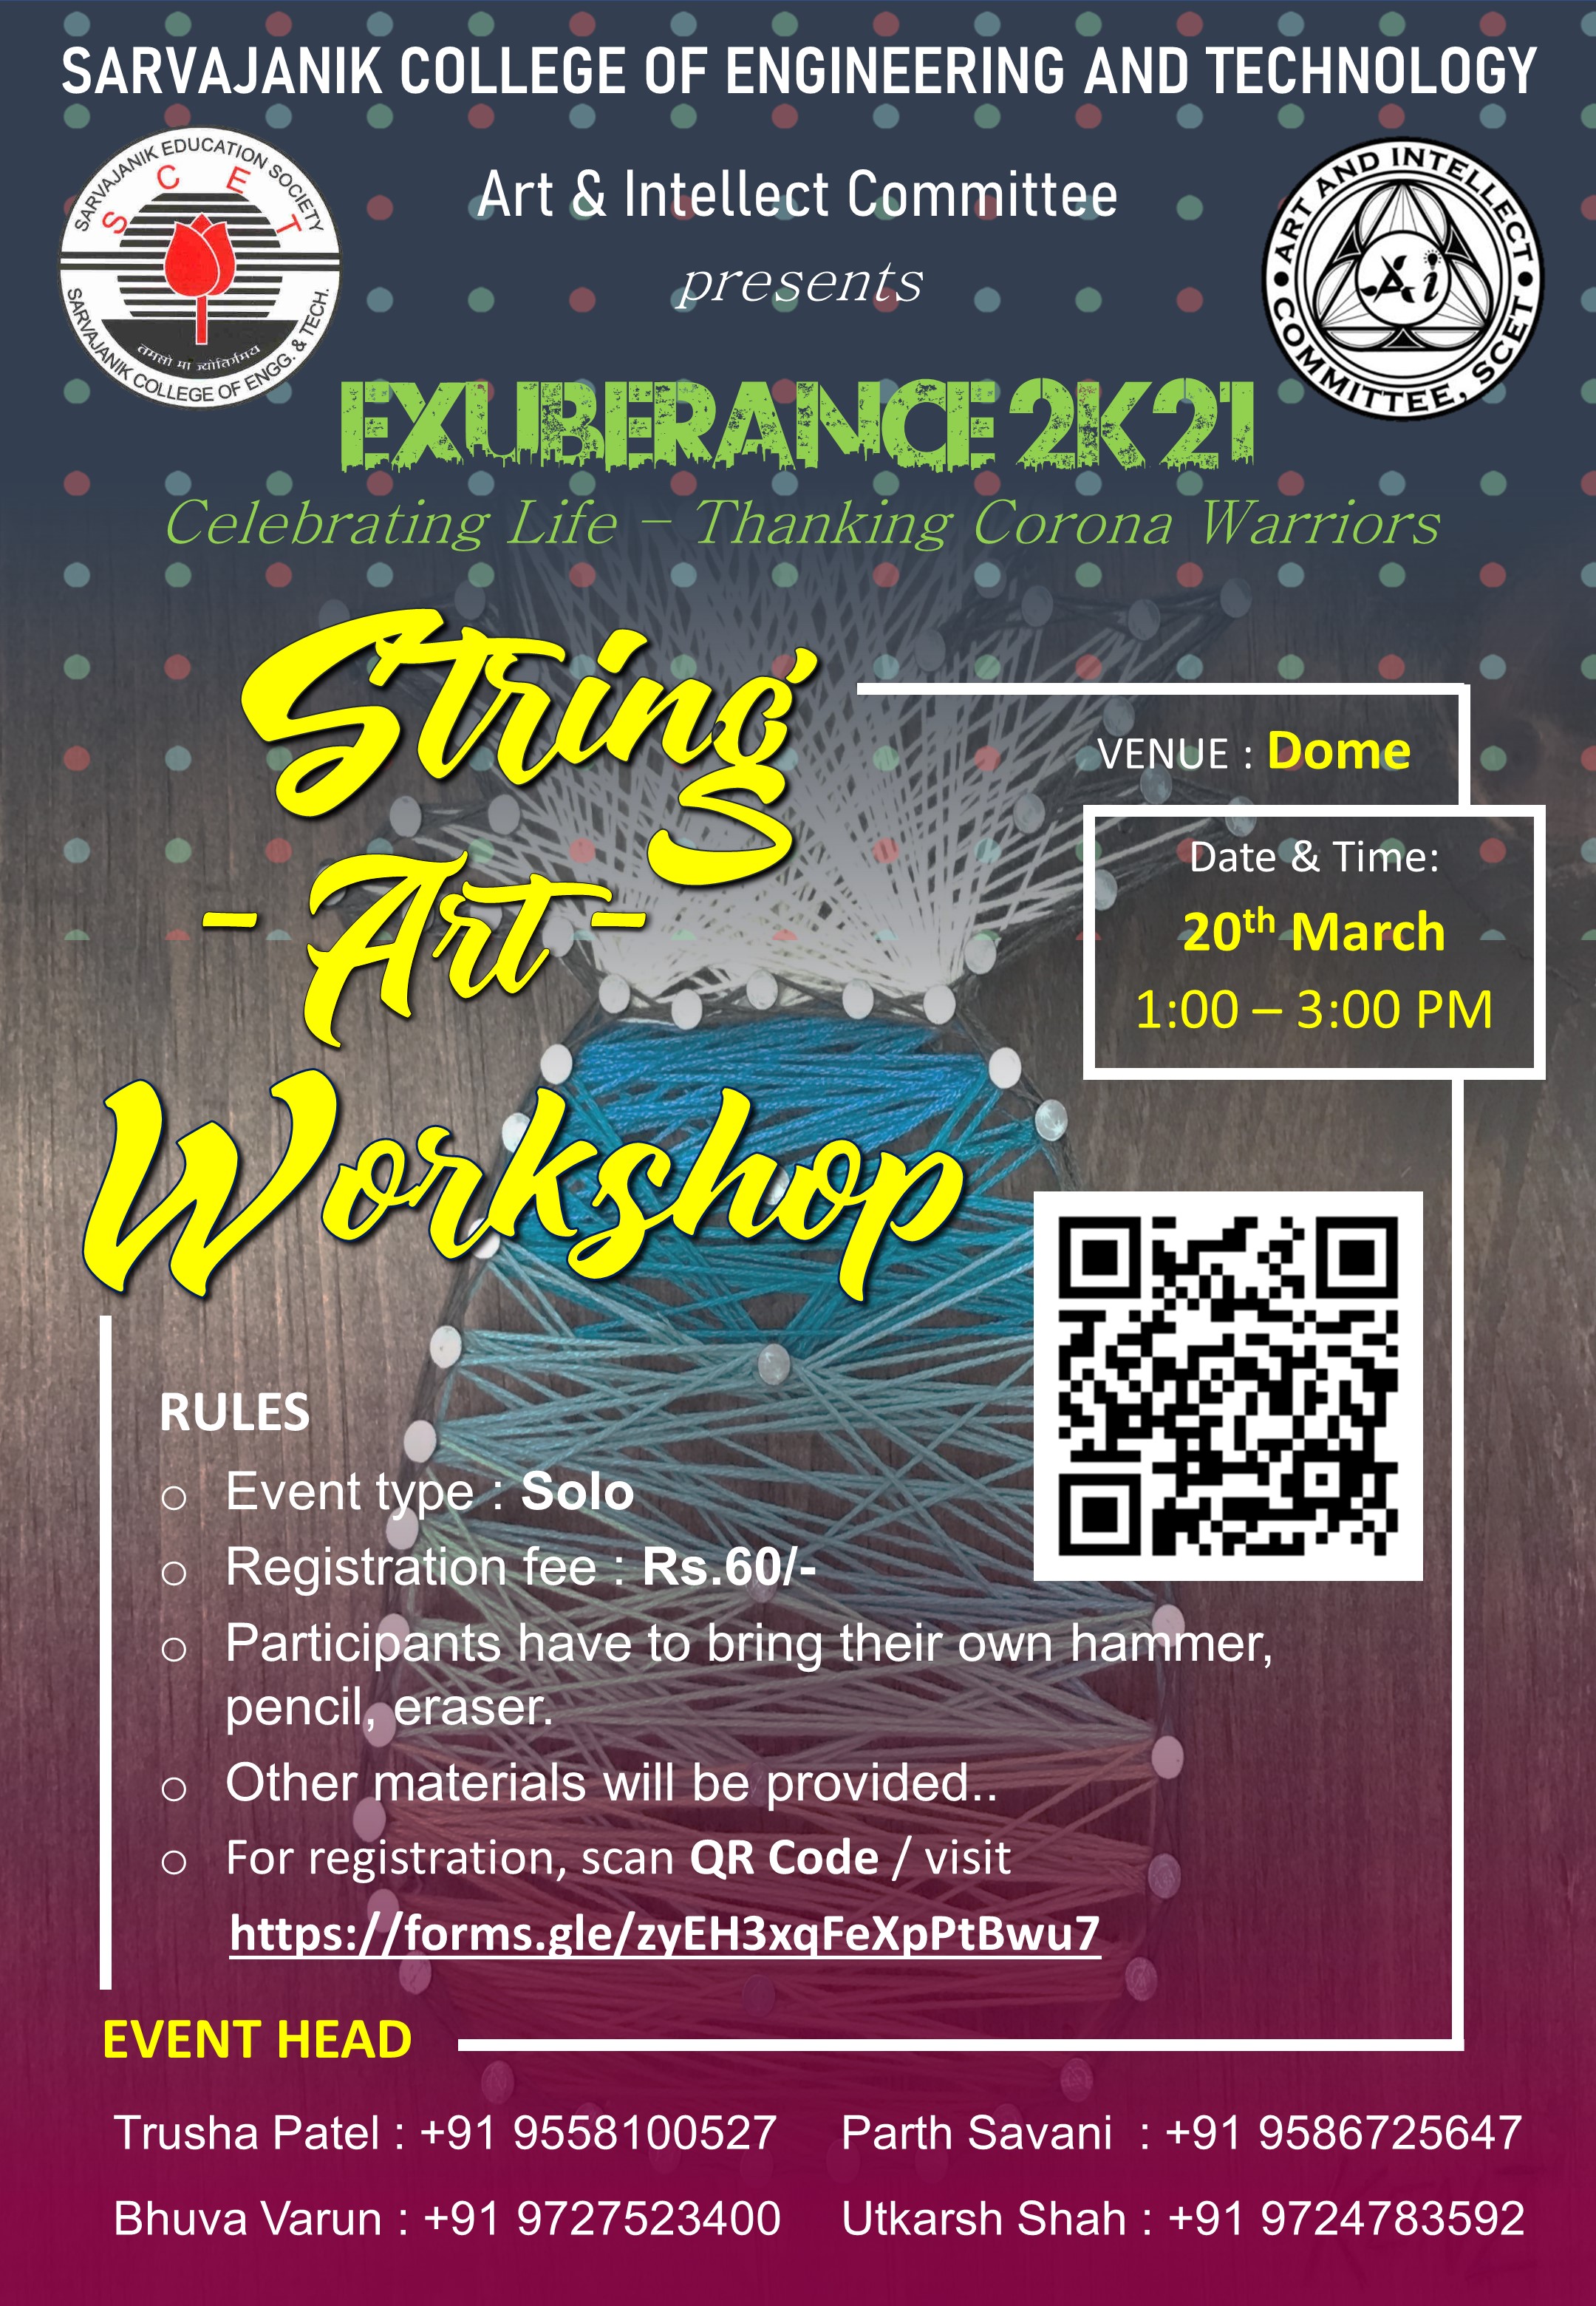 SARVAJANIK COLLEGE OF ENGINEERING AND TECHNOLOGY
SARVAJANIK EDUCATION SOCIETY
S C E T
तमसो मा ज्योतिर्गमय
SARVAJANIK COLLEGE OF ENGG. & TECH.
Art & Intellect Committee
presents
ART AND INTELLECT
Ai
COMMITTEE, SCET
EXUBERANCE 2K21
Celebrating Life – Thanking Corona Warriors
String
- Art -
Workshop
VENUE : Dome
Date & Time:
20th March
1:00 – 3:00 PM
RULES
o Event type : Solo
o Registration fee : Rs.60/-
o Participants have to bring their own hammer,
pencil, eraser.
o Other materials will be provided..
o For registration, scan QR Code / visit
https://forms.gle/zyEH3xqFeXpPtBwu7
EVENT HEAD
Trusha Patel : +91 9558100527 Parth Savani : +91 9586725647
Bhuva Varun : +91 9727523400 Utkarsh Shah : +91 9724783592